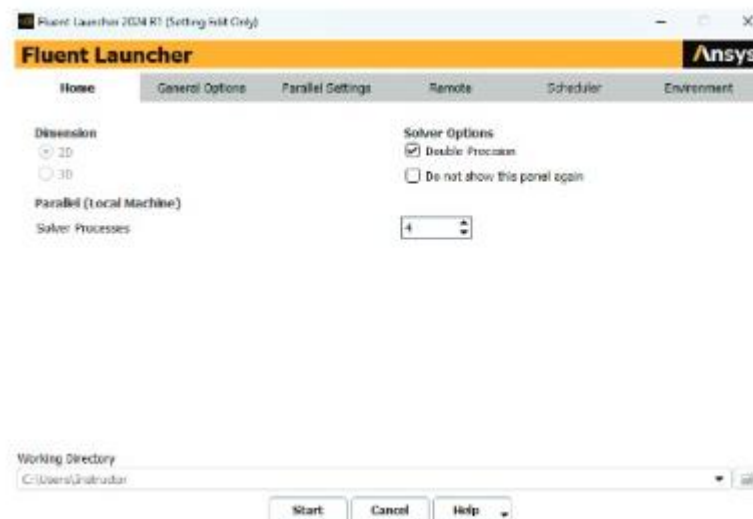 Fluent Launcher 2024 R1 (Setting Edit Only)
Fluent Launcher
Ansys
Home General Options Parallel Settings Remote Scheduler Environment
Dimension
2D
3D
Solver Options
Double Precision
Do not show this panel again
Parallel (Local Machine)
Solver Processes
4
Working Directory
C:\Users\Instructor
Start Cancel Help